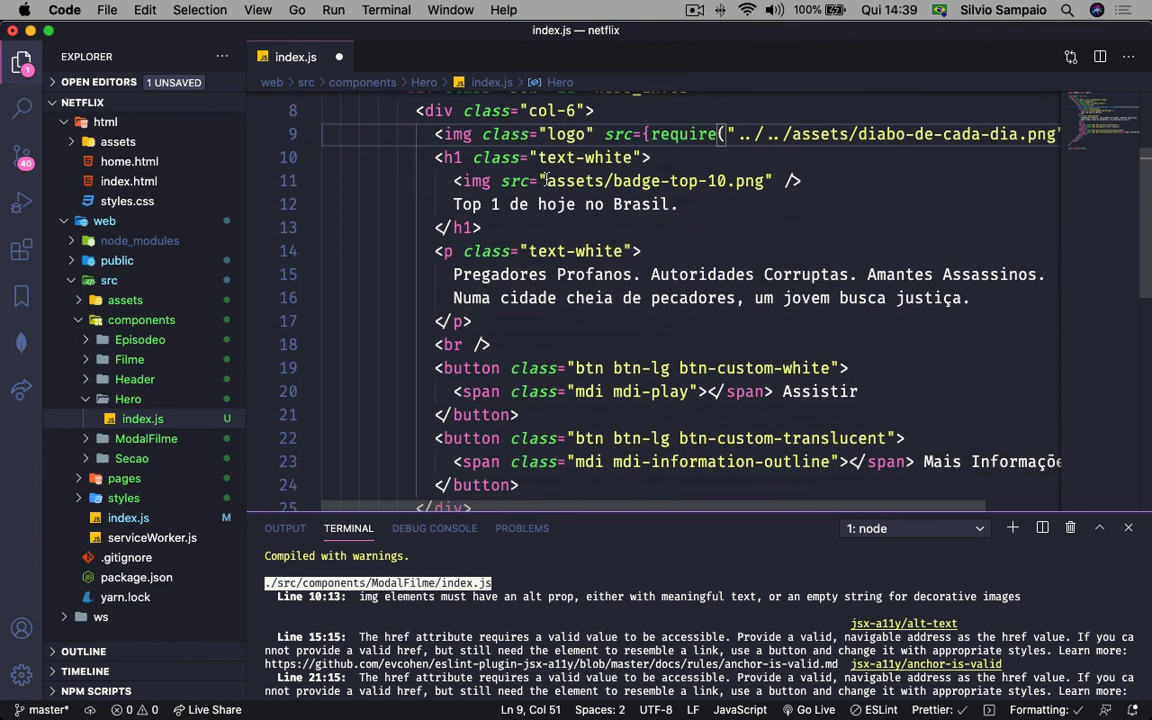 Code File Edit Selection View Go Run Terminal Window Help 100% Qui 14:39 Silvio Sampaio
index.js — netflix
EXPLORER
index.js
OPEN EDITORS 1 UNSAVED
web > src > components > Hero > index.js > Hero
NETFLIX
html
assets
home.html
index.html
styles.css
web
node_modules
public
src
assets
components
Episodeo
Filme
Header
Hero
index.js U
ModalFilme
Secao
pages
styles
index.js M
serviceWorker.js
.gitignore
package.json
yarn.lock
ws
OUTLINE
TIMELINE
NPM SCRIPTS
1
40
8 <div class="col-6">
9 <img class="logo" src={require("../../assets/diabo-de-cada-dia.png"
10 <h1 class="text-white">
11 <img src="assets/badge-top-10.png" />
12 Top 1 de hoje no Brasil.
13 </h1>
14 <p class="text-white">
15 Pregadores Profanos. Autoridades Corruptas. Amantes Assassinos.
16 Numa cidade cheia de pecadores, um jovem busca justiça.
17 </p>
18 <br />
19 <button class="btn btn-lg btn-custom-white">
20 <span class="mdi mdi-play"></span> Assistir
21 </button>
22 <button class="btn btn-lg btn-custom-translucent">
23 <span class="mdi mdi-information-outline"></span> Mais Informaçõe
24 </button>
25 </div>
OUTPUT TERMINAL DEBUG CONSOLE PROBLEMS 1: node
Compiled with warnings.
./src/components/ModalFilme/index.js
Line 10:13: img elements must have an alt prop, either with meaningful text, or an empty string for decorative images
jsx-a11y/alt-text
Line 15:15: The href attribute requires a valid value to be accessible. Provide a valid, navigable address as the href value. If you ca
nnot provide a valid href, but still need the element to resemble a link, use a button and change it with appropriate styles. Learn more:
https://github.com/evcohen/eslint-plugin-jsx-a11y/blob/master/docs/rules/anchor-is-valid.md jsx-a11y/anchor-is-valid
Line 21:15: The href attribute requires a valid value to be accessible. Provide a valid, navigable address as the href value. If you ca
nnot provide a valid href, but still need the element to resemble a link, use a button and change it with appropriate styles. Learn more:
master* 0 0 Live Share Ln 9, Col 51 Spaces: 2 UTF-8 LF JavaScript Go Live ESLint Prettier: Formatting: